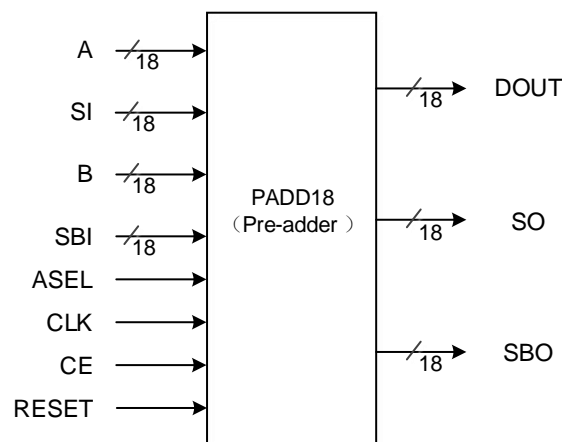 A
18
SI
18
B
18
SBI
18
ASEL
CLK
CE
RESET
PADD18
（Pre-adder ）
18
DOUT
18
SO
18
SBO